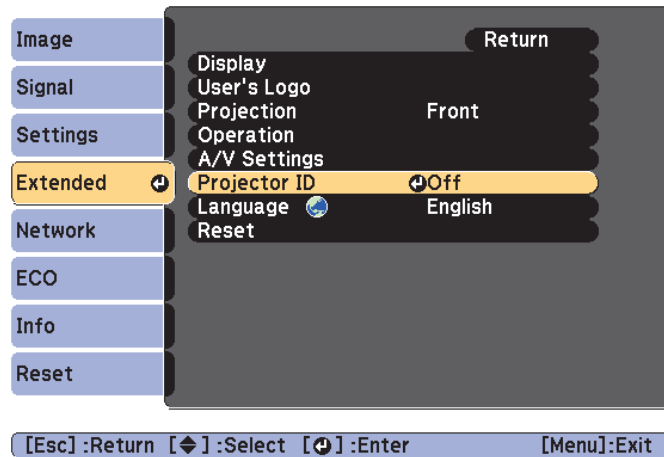 Image
Signal
Settings
Extended
Network
ECO
Info
Reset
Return
Display
User's Logo
Projection Front
Operation
A/V Settings
Projector ID Off
Language English
Reset
[Esc] :Return [ ] :Select [ ] :Enter [Menu]:Exit